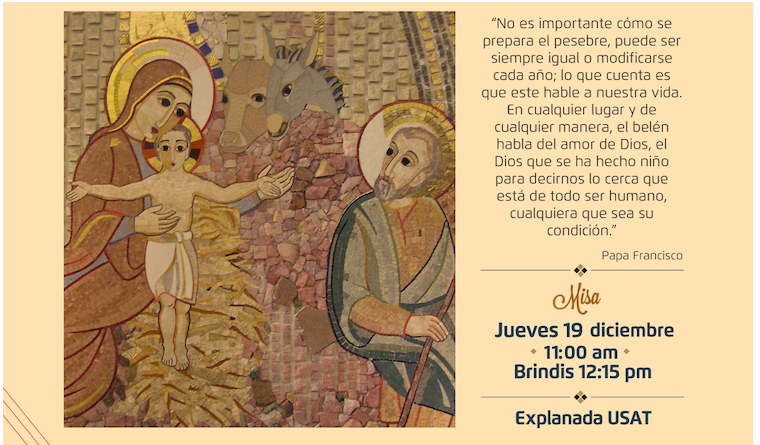 “No es importante cómo se
prepara el pesebre, puede ser
siempre igual o modificarse
cada año; lo que cuenta es
que este hable a nuestra vida.
En cualquier lugar y de
cualquier manera, el belén
habla del amor de Dios, el
Dios que se ha hecho niño
para decirnos lo cerca que
está de todo ser humano,
cualquiera que sea su
condición.”
Papa Francisco
Misa
Jueves 19 diciembre
11:00 am
Brindis 12:15 pm
Explanada USAT